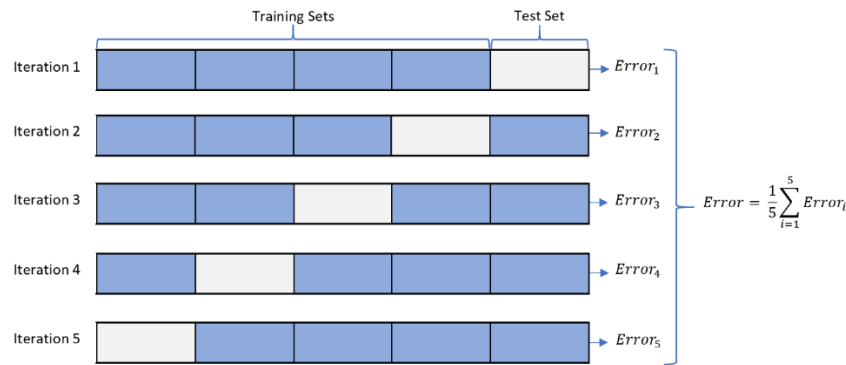 Training Sets
Test Set
Iteration 1
Error₁
Iteration 2
Error₂
Iteration 3
Error₃
Iteration 4
Error₄
Iteration 5
Error₅
Error = 1/5 ∑_{i=1}^{5} Error_i